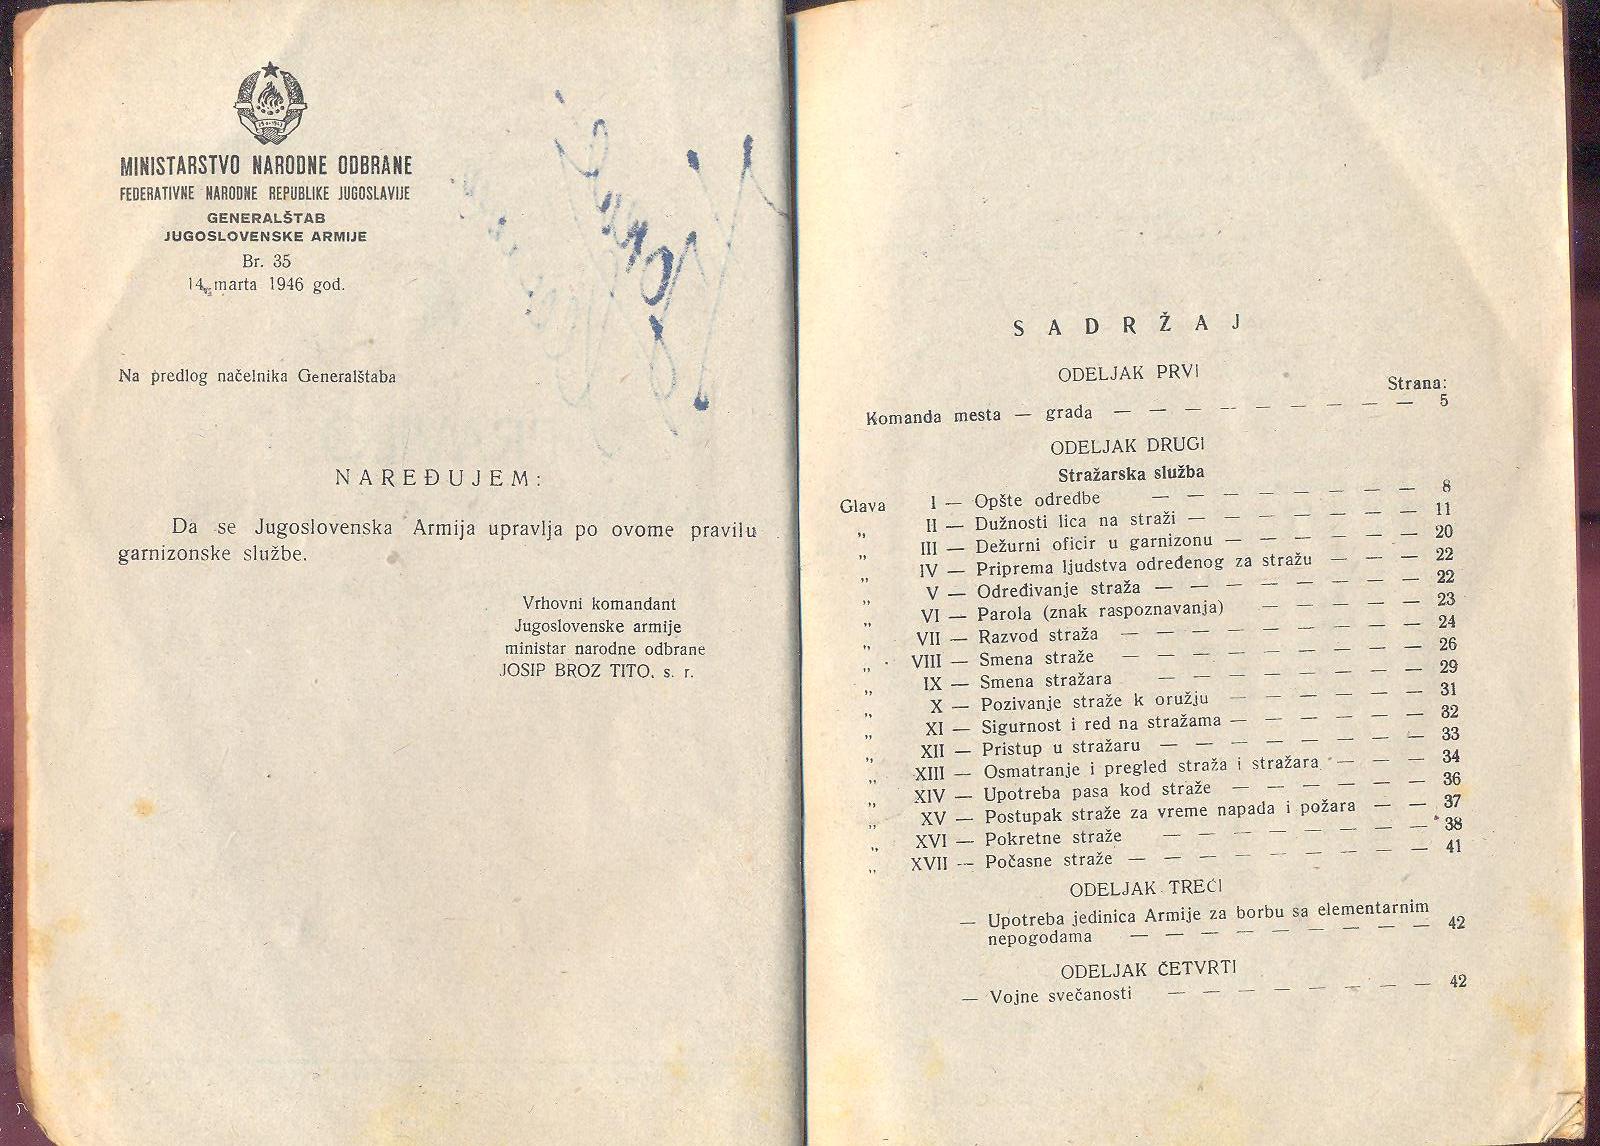 MINISTARSTVO NARODNE ODBRANE
FEDERATIVNE NARODNE REPUBLIKE JUGOSLAVIJE
GENERALŠTAB
JUGOSLOVENSKE ARMIJE
Br. 35
14. marta 1946 god.
Na predlog načelnika Generalštaba
NAREĐUJEM:
Da se Jugoslovenska Armija upravlja po ovome pravilu
garnizonske službe.
Vrhovni komandant
Jugoslovenske armije
ministar narodne odbrane
JOSIP BROZ TITO, s. r.
SADRŽAJ
ODELJAK PRVI
Strana:
Komanda mesta — grada — — — — — — — — — 5
ODELJAK DRUGI
Stražarska služba
Glava I — Opšte odredbe — — — — — — — — 8
„ II — Dužnosti lica na straži — — — — — — — 11
„ III — Dežurni oficir u garnizonu — — — — — — 20
„ IV — Priprema ljudstva određenog za stražu — — — 22
„ V — Određivanje straža — — — — — — — — 22
„ VI — Parola (znak raspoznavanja) — — — — — 23
„ VII — Razvod straža — — — — — — — — — 24
„ VIII — Smena straže — — — — — — — — — 26
„ IX — Smena stražara — — — — — — — — — 29
„ X — Pozivanje straže k oružju — — — — — — 31
„ XI — Sigurnost i red na stražama — — — — — — 32
„ XII — Pristup u stražaru — — — — — — — — 33
„ XIII — Osmatranje i pregled straža i stražara — — — 34
„ XIV — Upotreba pasa kod straže — — — — — — 36
„ XV — Postupak straže za vreme napada i požara — — 37
„ XVI — Pokretne straže — — — — — — — — 38
„ XVII — Počasne straže — — — — — — — — — 41
ODELJAK TREĆI
— Upotreba jedinica Armije za borbu sa elementarnim
nepogodama — — — — — — — — — 42
ODELJAK ČETVRTI
— Vojne svečanosti — — — — — — — — 42